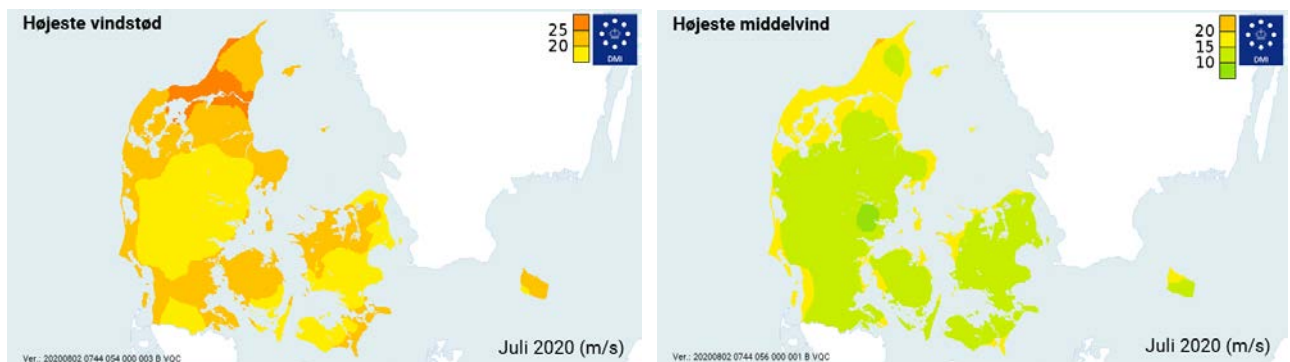 Højeste vindstød
25
20
DMI
Juli 2020 (m/s)
Ver.: 20200802 0744 054 000 003 B VQC
Højeste middelvind
20
15
10
DMI
Juli 2020 (m/s)
Ver.: 20200802 0744 056 000 001 B VQC